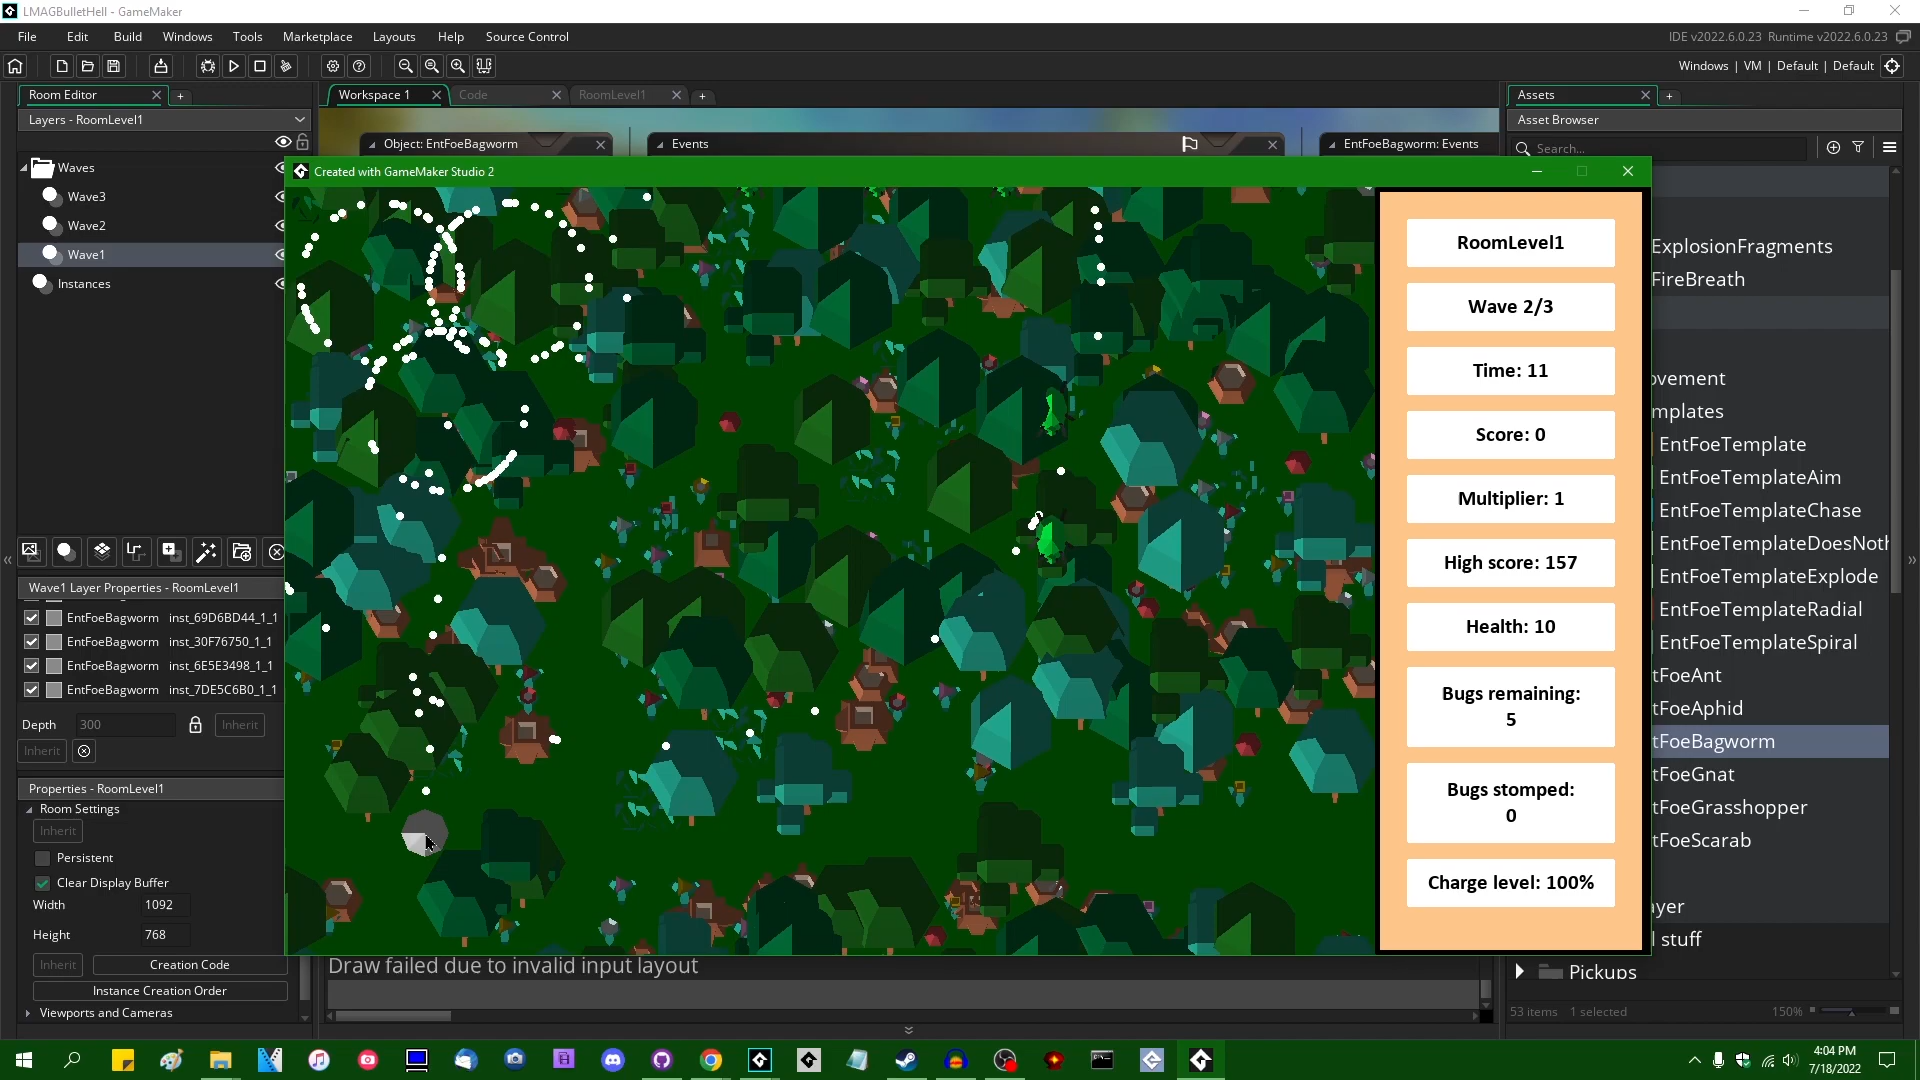 LMAGBulletHell - GameMaker
File Edit Build Windows Tools Marketplace Layouts Help Source Control
IDE v2022.6.0.23 Runtime v2022.6.0.23
Windows | VM | Default | Default
Room Editor
Layers - RoomLevel1
Waves
Wave3
Wave2
Wave1
Instances
Wave1 Layer Properties - RoomLevel1
EntFoeBagworm inst_69D6BD44_1_1
EntFoeBagworm inst_30F76750_1_1
EntFoeBagworm inst_6E5E3498_1_1
EntFoeBagworm inst_7DE5C6B0_1_1
Depth 300 Inherit
Inherit
Properties - RoomLevel1
Room Settings
Inherit
Persistent
Clear Display Buffer
Width 1092
Height 768
Inherit Creation Code
Instance Creation Order
Viewports and Cameras
Workspace 1 Code RoomLevel1
Object: EntFoeBagworm
Events
EntFoeBagworm: Events
Created with GameMaker Studio 2
RoomLevel1
Wave 2/3
Time: 11
Score: 0
Multiplier: 1
High score: 157
Health: 10
Bugs remaining:
5
Bugs stomped:
0
Charge level: 100%
Draw failed due to invalid input layout
Assets
Asset Browser
Search...
ExplosionFragments
FireBreath
ovement
mplates
EntFoeTemplate
EntFoeTemplateAim
EntFoeTemplateChase
EntFoeTemplateDoesNoth
EntFoeTemplateExplode
EntFoeTemplateRadial
EntFoeTemplateSpiral
tFoeAnt
tFoeAphid
tFoeBagworm
tFoeGnat
tFoeGrasshopper
tFoeScarab
ayer
l stuff
Pickups
53 items 1 selected 150%
4:04 PM
7/18/2022